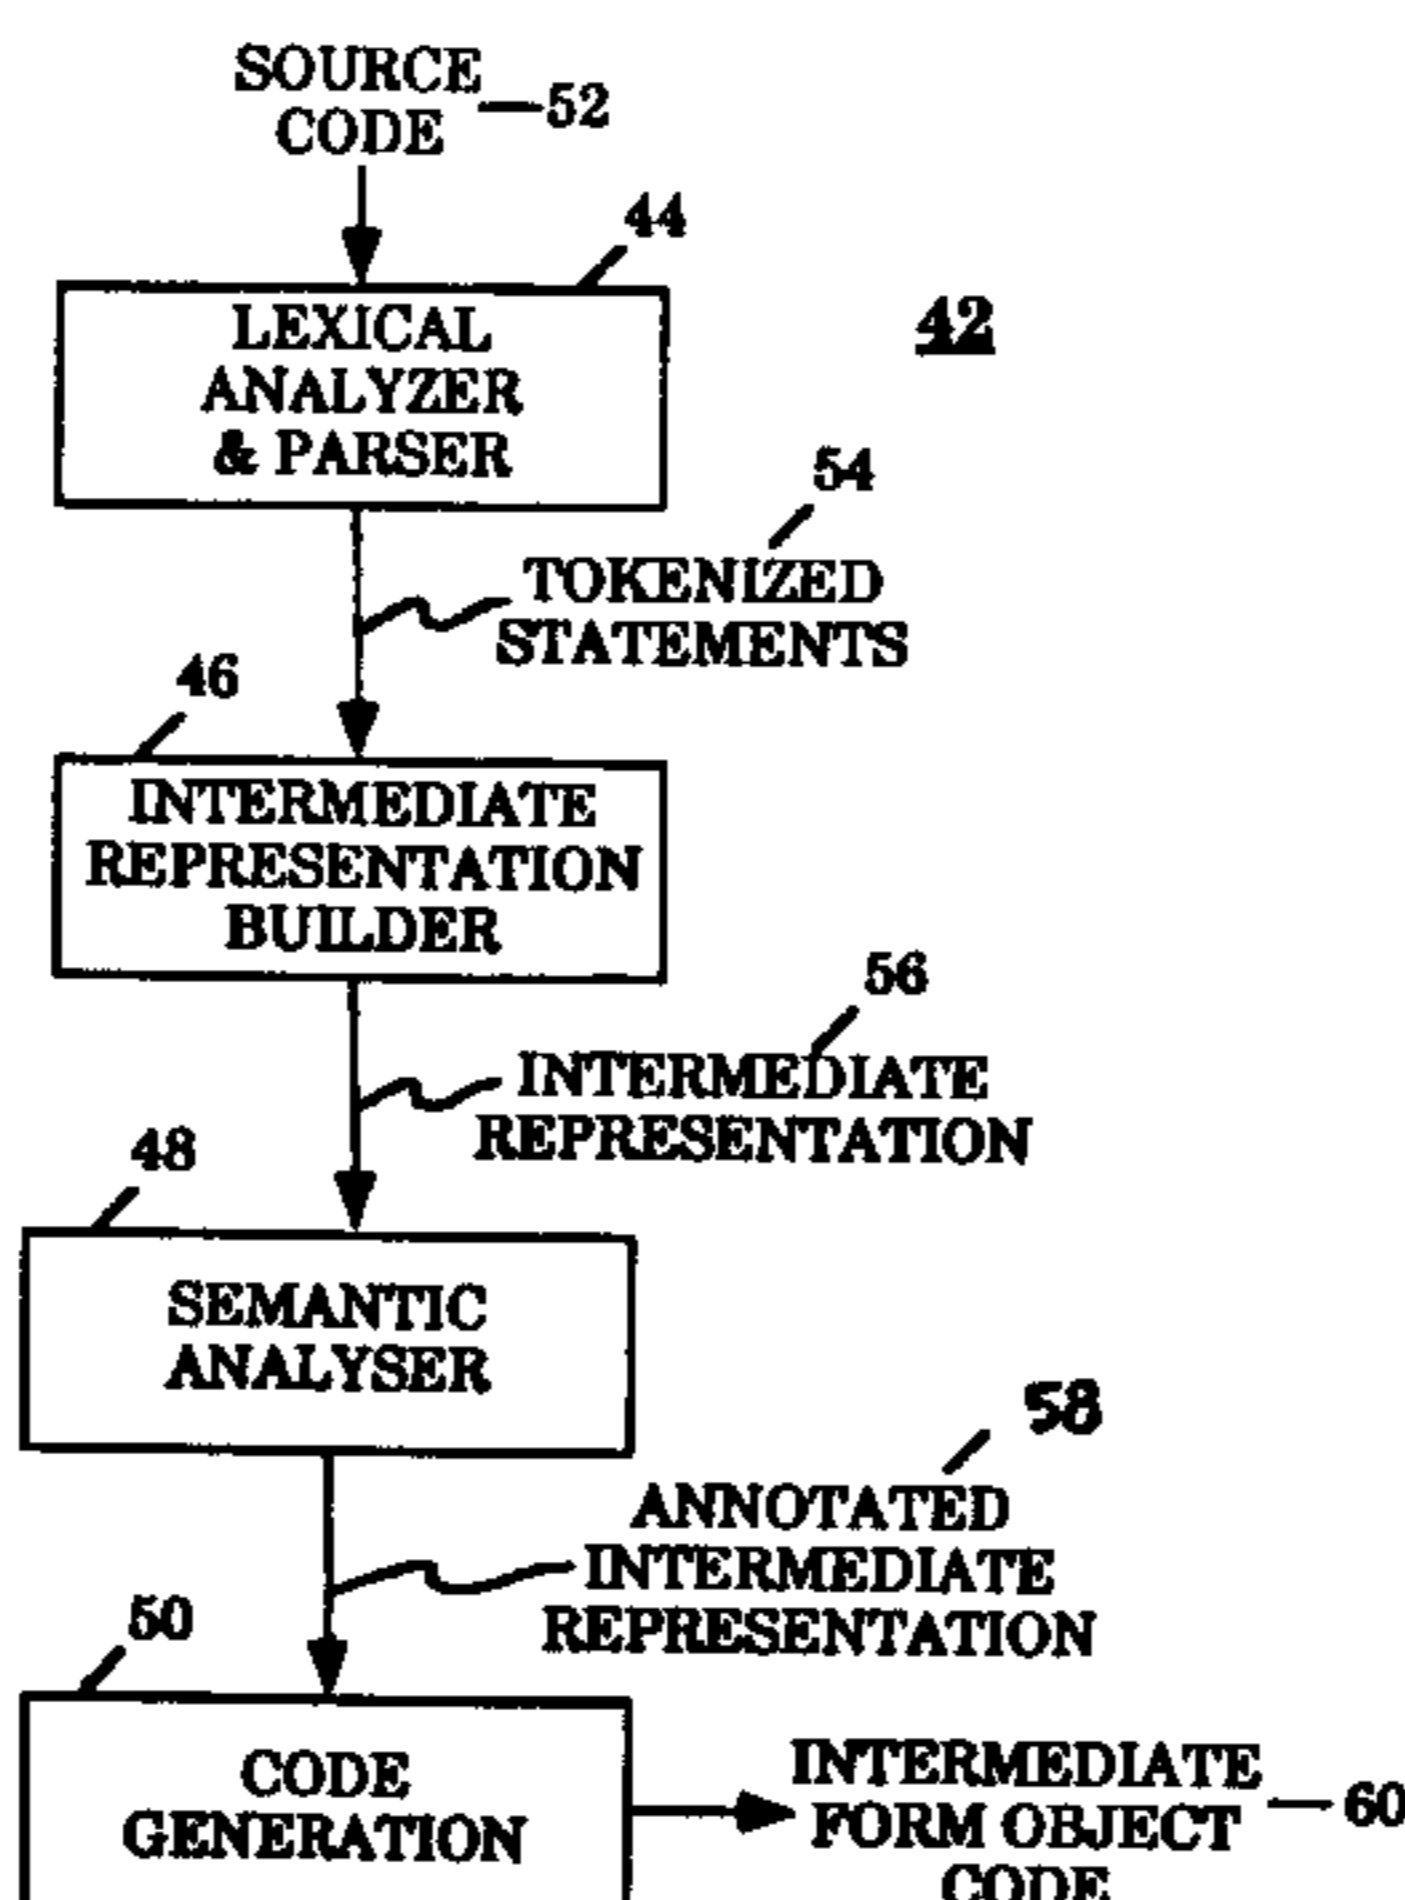 SOURCE
CODE
52
44
LEXICAL
ANALYZER
& PARSER
42
54
TOKENIZED
STATEMENTS
46
INTERMEDIATE
REPRESENTATION
BUILDER
56
INTERMEDIATE
REPRESENTATION
48
SEMANTIC
ANALYSER
58
ANNOTATED
INTERMEDIATE
REPRESENTATION
50
CODE
GENERATION
INTERMEDIATE
FORM OBJECT
CODE
60